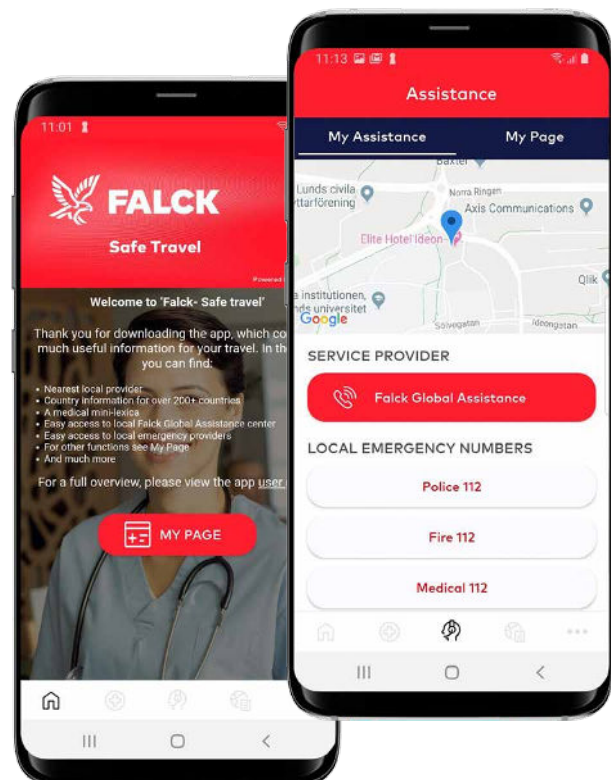 11:01
FALCK
Safe Travel
Powered
Welcome to 'Falck- Safe travel'
Thank you for downloading the app, which
much useful information for your travel. In
you can find:
• Nearest local provider
• Country information for over 200+ countries
• A medical mini-lexica
• Easy access to local Falck Global Assistance center
• Easy access to local emergency providers
• For other functions see My Page
• And much more
For a full overview, please view the app user
MY PAGE
11:13
Assistance
My Assistance My Page
Baxter
Lunds civila
Norra Ringen
Axis Communications
Elite Hotel Ideon
Qlik
institutionen,
universitet
Google
Sölvegatan
Ideongatan
SERVICE PROVIDER
Falck Global Assistance
LOCAL EMERGENCY NUMBERS
Police 112
Fire 112
Medical 112